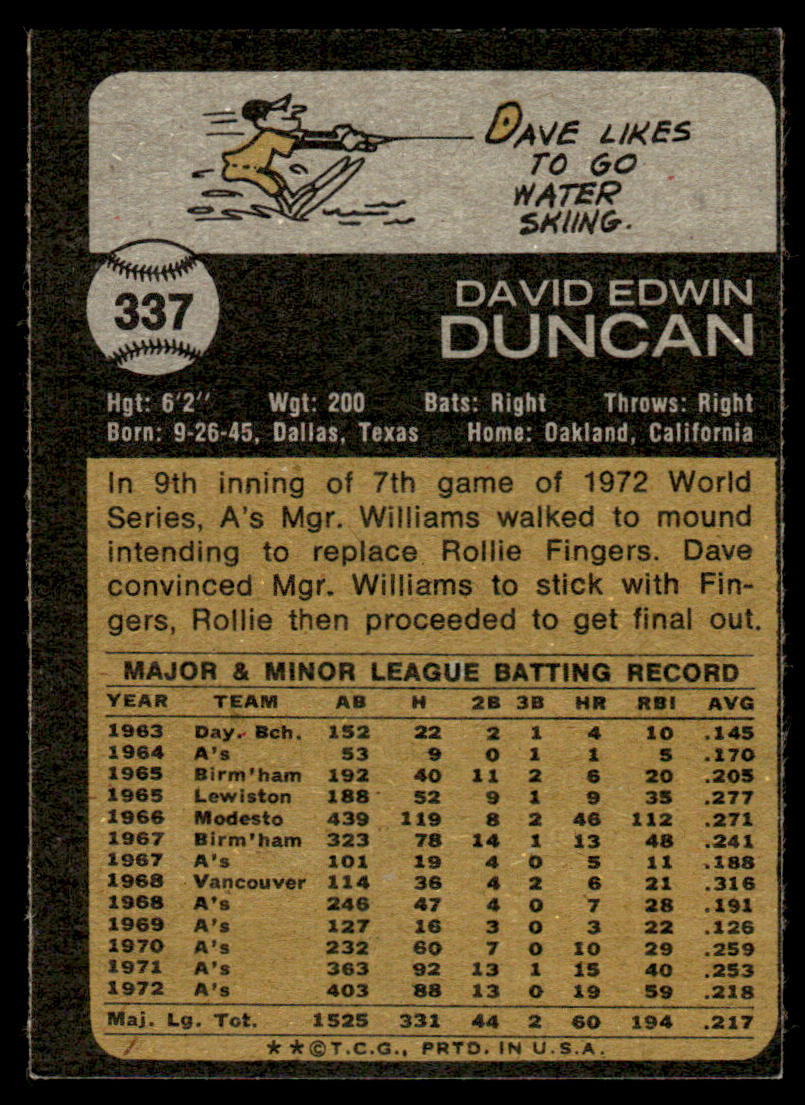 DAVE LIKES
TO GO
WATER
SKIING.
337
DAVID EDWIN
DUNCAN
Hgt: 6'2" Wgt: 200 Bats: Right Throws: Right
Born: 9-26-45, Dallas, Texas Home: Oakland, California
In 9th inning of 7th game of 1972 World
Series, A's Mgr. Williams walked to mound
intending to replace Rollie Fingers. Dave
convinced Mgr. Williams to stick with Fin-
gers, Rollie then proceeded to get final out.
MAJOR & MINOR LEAGUE BATTING RECORD
YEAR TEAM AB H 2B 3B HR RBI AVG
1963 Day. Bch. 152 22 2 1 4 10 .145
1964 A's 53 9 0 1 1 5 .170
1965 Birm'ham 192 40 11 2 6 20 .205
1965 Lewiston 188 52 9 1 9 35 .277
1966 Modesto 439 119 8 2 46 112 .271
1967 Birm'ham 323 78 14 1 13 48 .241
1967 A's 101 19 4 0 5 11 .188
1968 Vancouver 114 36 4 2 6 21 .316
1968 A's 246 47 4 0 7 28 .191
1969 A's 127 16 3 0 3 22 .126
1970 A's 232 60 7 0 10 29 .259
1971 A's 363 92 13 1 15 40 .253
1972 A's 403 88 13 0 19 59 .218
Maj. Lg. Tot. 1525 331 44 2 60 194 .217
**©T.C.G., PRTD. IN U.S.A.